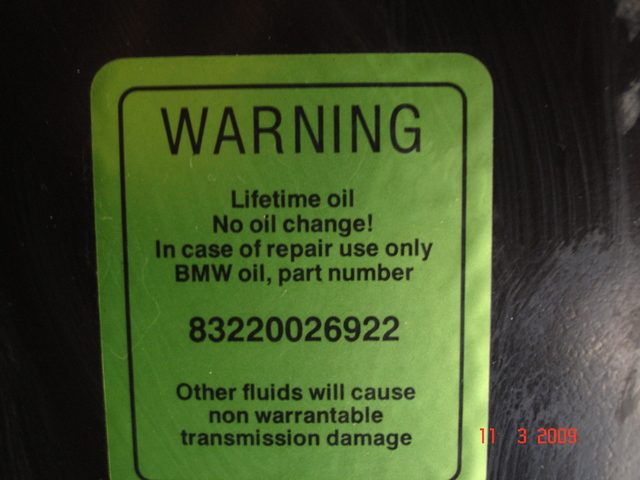 WARNING
Lifetime oil
No oil change!
In case of repair use only
BMW oil, part number
83220026922
Other fluids will cause
non warrantable
transmission damage
11 3 2009